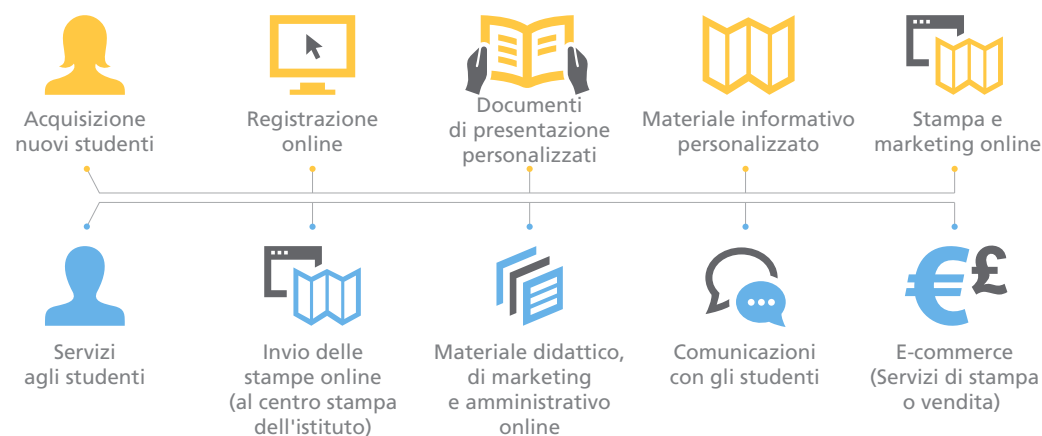 Acquisizione
nuovi studenti
Registrazione
online
Documenti
di presentazione
personalizzati
Materiale informativo
personalizzato
Stampa e
marketing online
Servizi
agli studenti
Invio delle
stampe online
(al centro stampa
dell'istituto)
Materiale didattico,
di marketing
e amministrativo
online
Comunicazioni
con gli studenti
€£
E-commerce
(Servizi di stampa
o vendita)